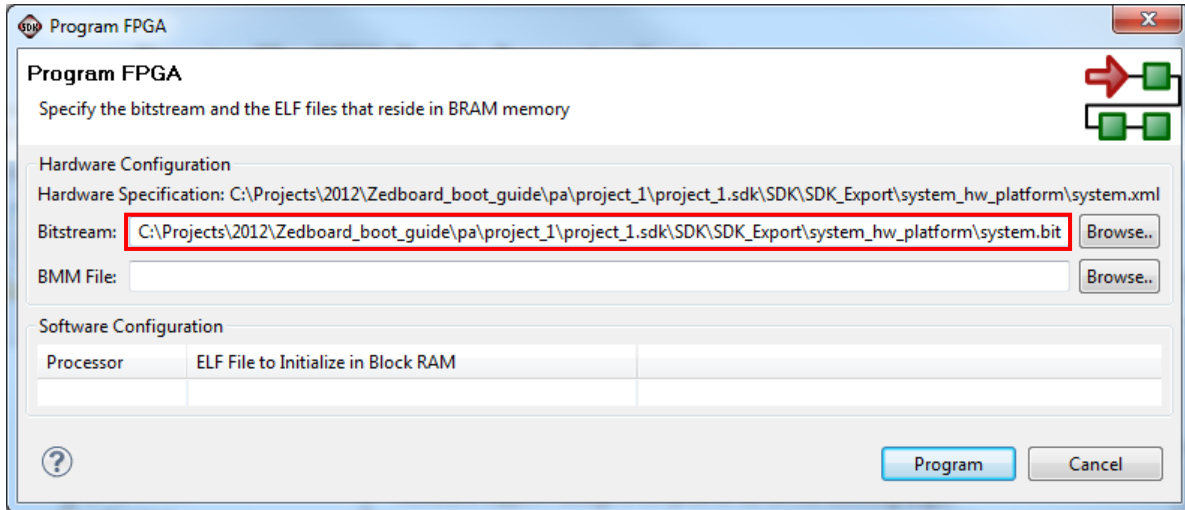 SDK Program FPGA
Program FPGA
Specify the bitstream and the ELF files that reside in BRAM memory
Hardware Configuration
Hardware Specification: C:\Projects\2012\Zedboard_boot_guide\pa\project_1\project_1.sdk\SDK\SDK_Export\system_hw_platform\system.xml
Bitstream: C:\Projects\2012\Zedboard_boot_guide\pa\project_1\project_1.sdk\SDK\SDK_Export\system_hw_platform\system.bit Browse..
BMM File: Browse..
Software Configuration
Processor ELF File to Initialize in Block RAM
? Program Cancel